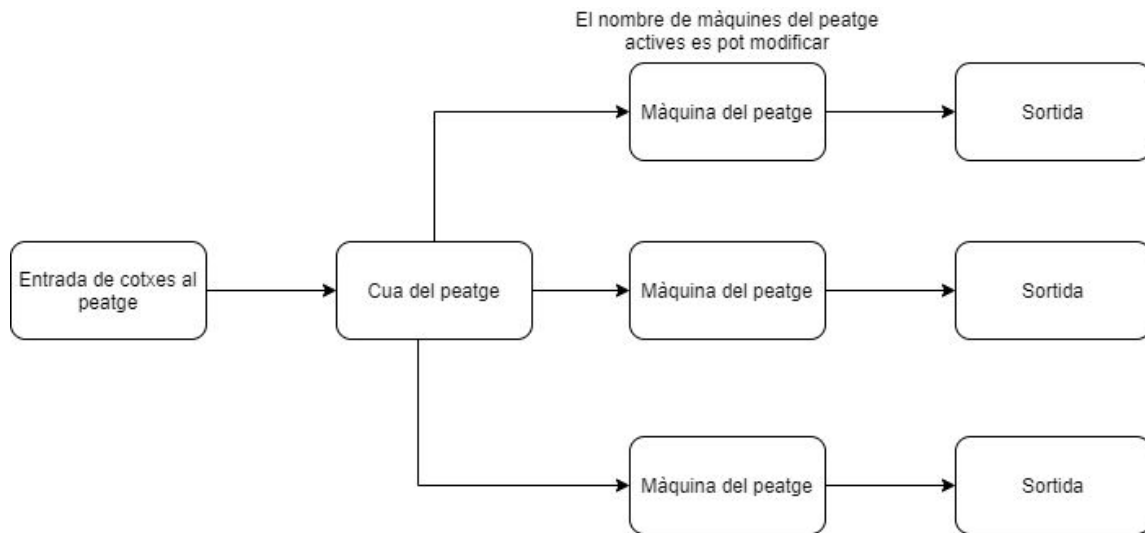 El nombre de màquines del peatge
actives es pot modificar
Màquina del peatge
Sortida
Entrada de cotxes al
peatge
Cua del peatge
Màquina del peatge
Sortida
Màquina del peatge
Sortida